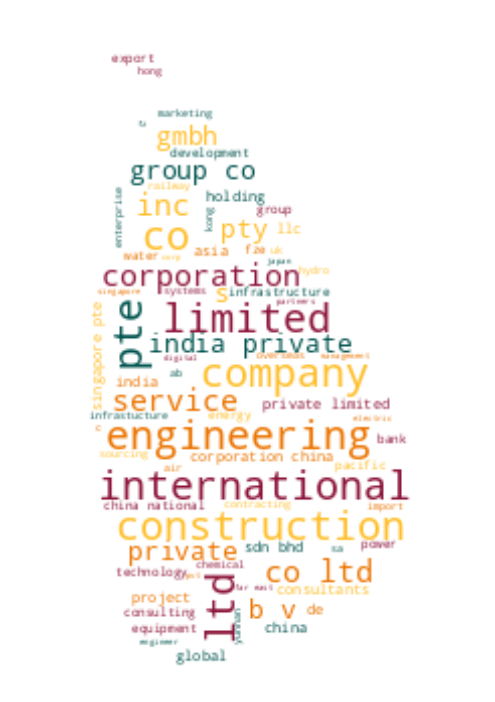 export
hong
marketing
gmbh
development
group co
railway
enterprise
inc
holding
kong
group
co
pty
llc
water
corp
asia
fze
uk
japan
corporation
hydro
singapore
systems
s
infrastructure
partners
pte
limited
singapore pte
india private
digital
overseas
management
ab
india
company
service
private limited
infrastucture
energy
electric
c
engineering
bank
sourcing
corporation china
air
pacific
international
china national
contracting
import
construction
private
sdn bhd
sa
power
technology
chemical
co ltd
ltd
far east
consultants
project
b v
de
consulting
yunnan
equipment
china
engineer
global